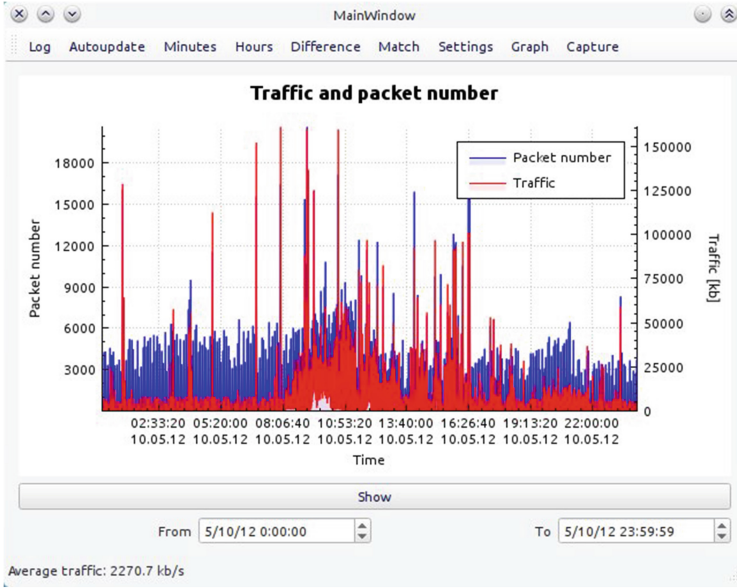 MainWindow
Log Autoupdate Minutes Hours Difference Match Settings Graph Capture
Traffic and packet number
Packet number
Traffic
18000
15000
12000
9000
6000
3000
Packet number
150000
125000
100000
75000
50000
25000
0
Traffic [kb]
02:33:20 05:20:00 08:06:40 10:53:20 13:40:00 16:26:40 19:13:20 22:00:00
10.05.12 10.05.12 10.05.12 10.05.12 10.05.12 10.05.12 10.05.12 10.05.12
Time
Show
From 5/10/12 0:00:00 To 5/10/12 23:59:59
Average traffic: 2270.7 kb/s